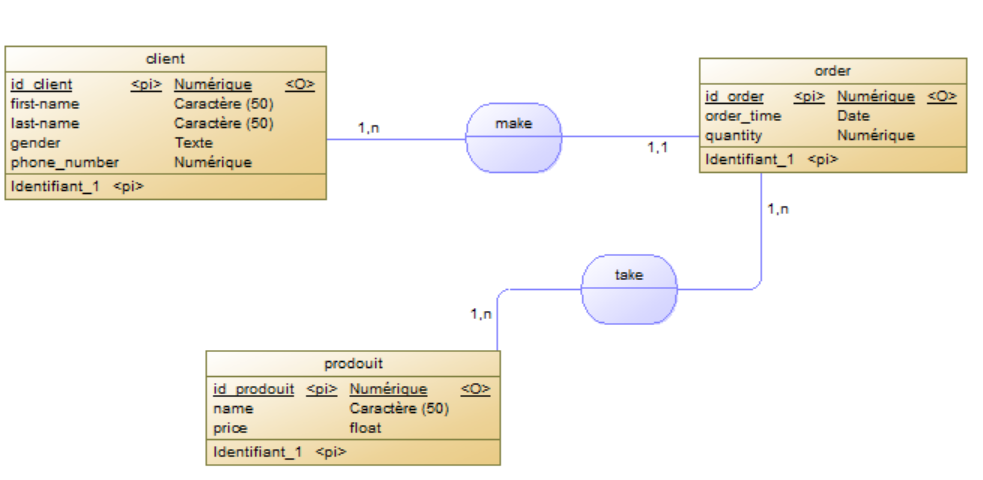 client
id_client <pi> Numérique <O>
first-name Caractère (50)
last-name Caractère (50)
gender Texte
phone_number Numérique
Identifiant_1 <pi>
1,n
make
1,1
order
id_order <pi> Numérique <O>
order_time Date
quantity Numérique
Identifiant_1 <pi>
1,n
take
1,n
prodouit
id_prodouit <pi> Numérique <O>
name Caractère (50)
price float
Identifiant_1 <pi>